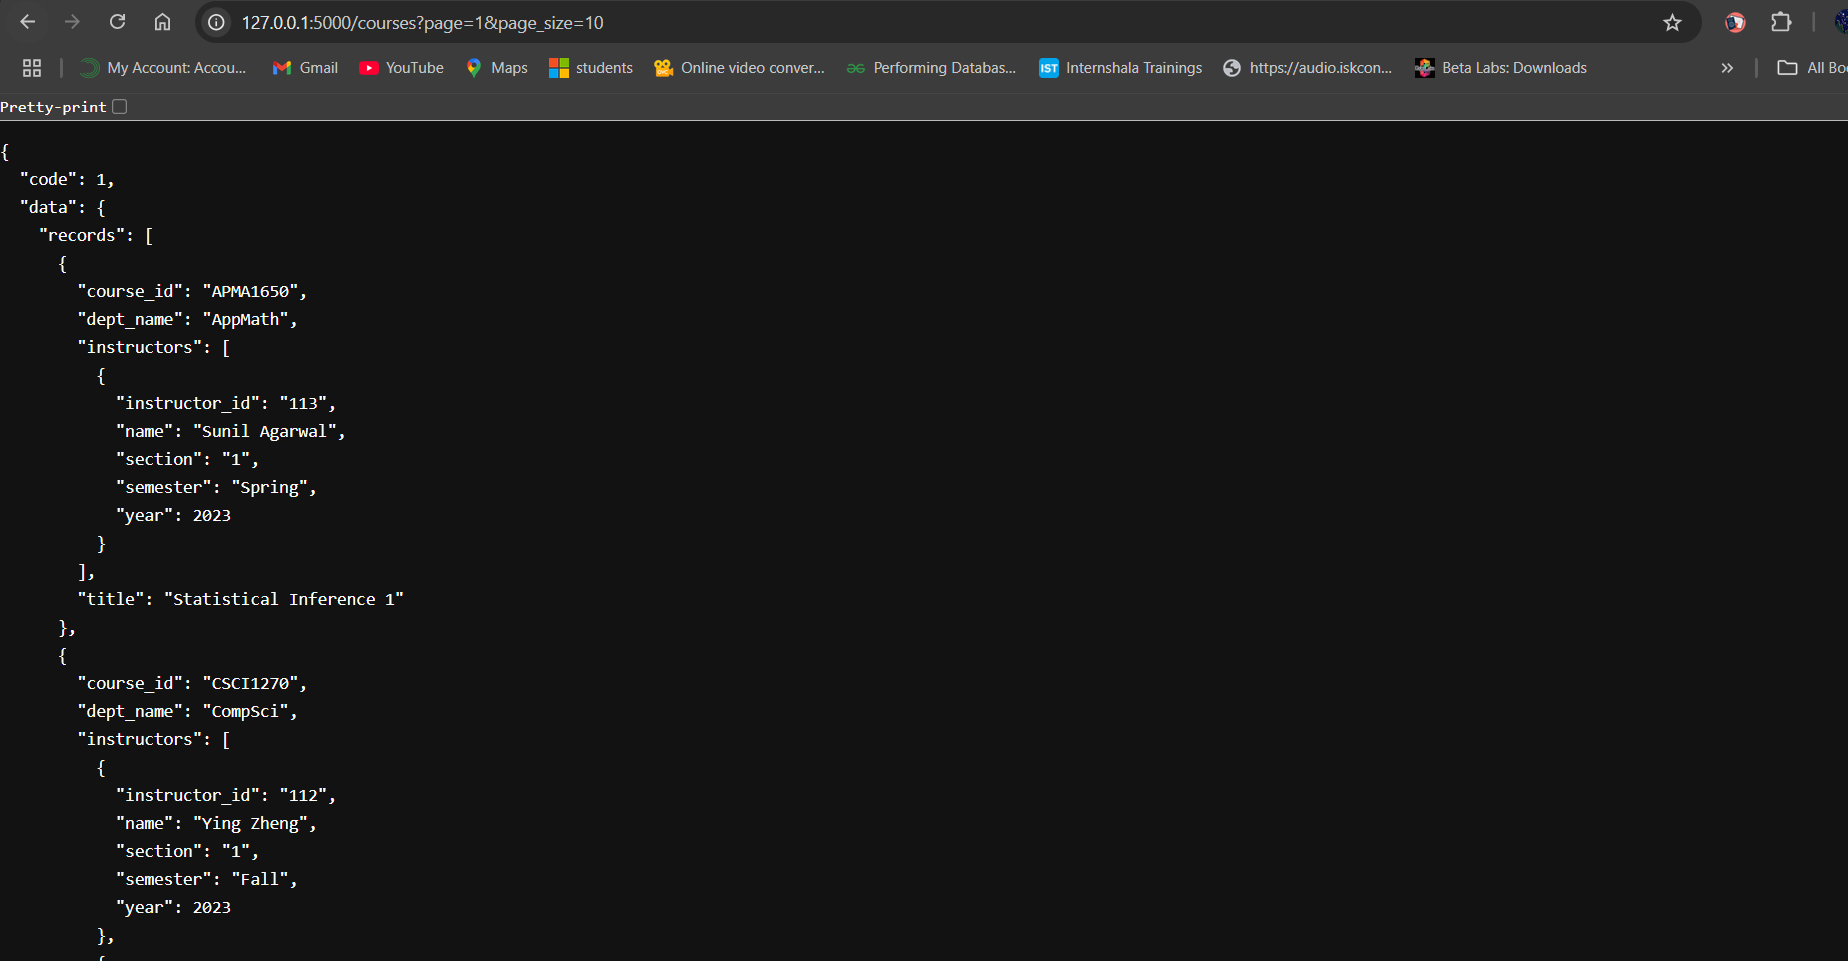 127.0.0.1:5000/courses?page=1&page_size=10
My Account: Accou... Gmail YouTube Maps students Online video conver... Performing Databas... IST Internshala Trainings https://audio.iskcon... Beta Labs: Downloads » All Boo
Pretty-print
{
  "code": 1,
  "data": {
    "records": [
      {
        "course_id": "APMA1650",
        "dept_name": "AppMath",
        "instructors": [
          {
            "instructor_id": "113",
            "name": "Sunil Agarwal",
            "section": "1",
            "semester": "Spring",
            "year": 2023
          }
        ],
        "title": "Statistical Inference 1"
      },
      {
        "course_id": "CSCI1270",
        "dept_name": "CompSci",
        "instructors": [
          {
            "instructor_id": "112",
            "name": "Ying Zheng",
            "section": "1",
            "semester": "Fall",
            "year": 2023
          },
          {